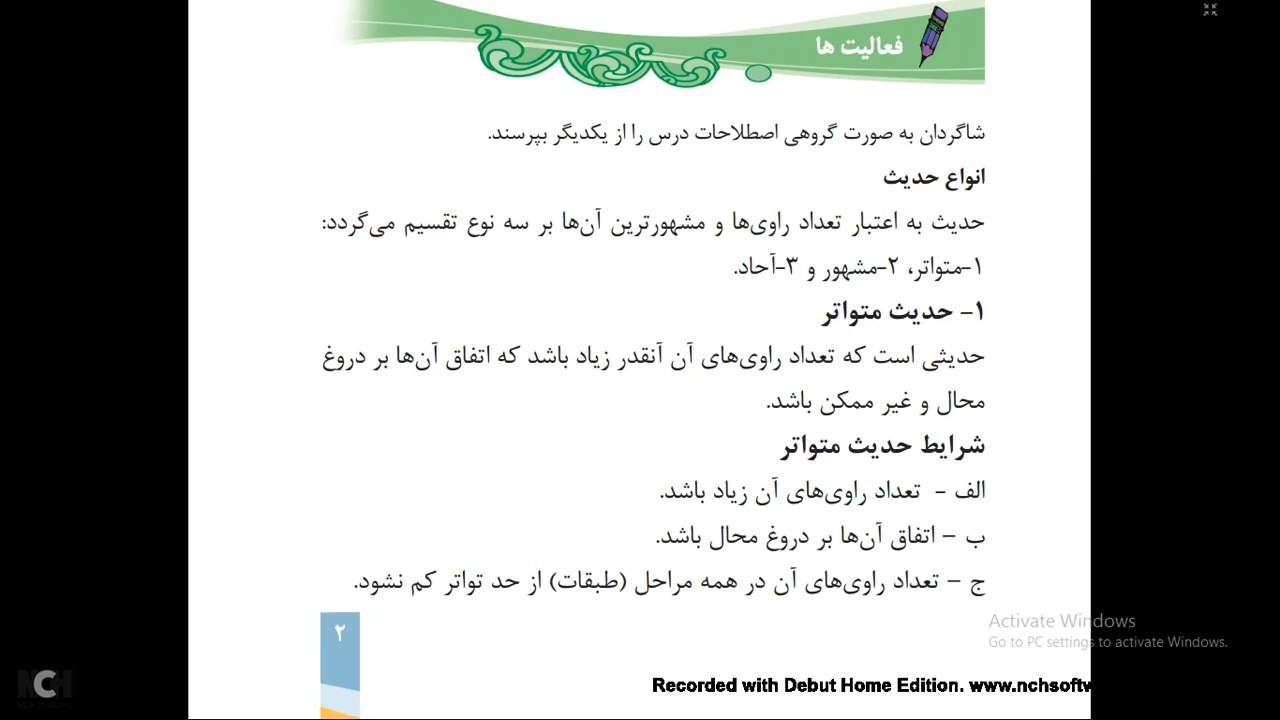 فعالیت ها
شاگردان به صورت گروهی اصطلاحات درس را از یکدیگر بپرسند.
انواع حدیث
حدیث به اعتبار تعداد راوی‌ها و مشهورترین آن‌ها بر سه نوع تقسیم می‌گردد:
۱-متواتر، ۲-مشهور و ۳-آحاد.
۱- حدیث متواتر
حدیثی است که تعداد راوی‌های آن آنقدر زیاد باشد که اتفاق آن‌ها بر دروغ
محال و غیر ممکن باشد.
شرایط حدیث متواتر
الف - تعداد راوی‌های آن زیاد باشد.
ب – اتفاق آن‌ها بر دروغ محال باشد.
ج – تعداد راوی‌های آن در همه مراحل (طبقات) از حد تواتر کم نشود.
۲
Activate Windows
Go to PC settings to activate Windows.
NCH
Recorded with Debut Home Edition. www.nchsoftw